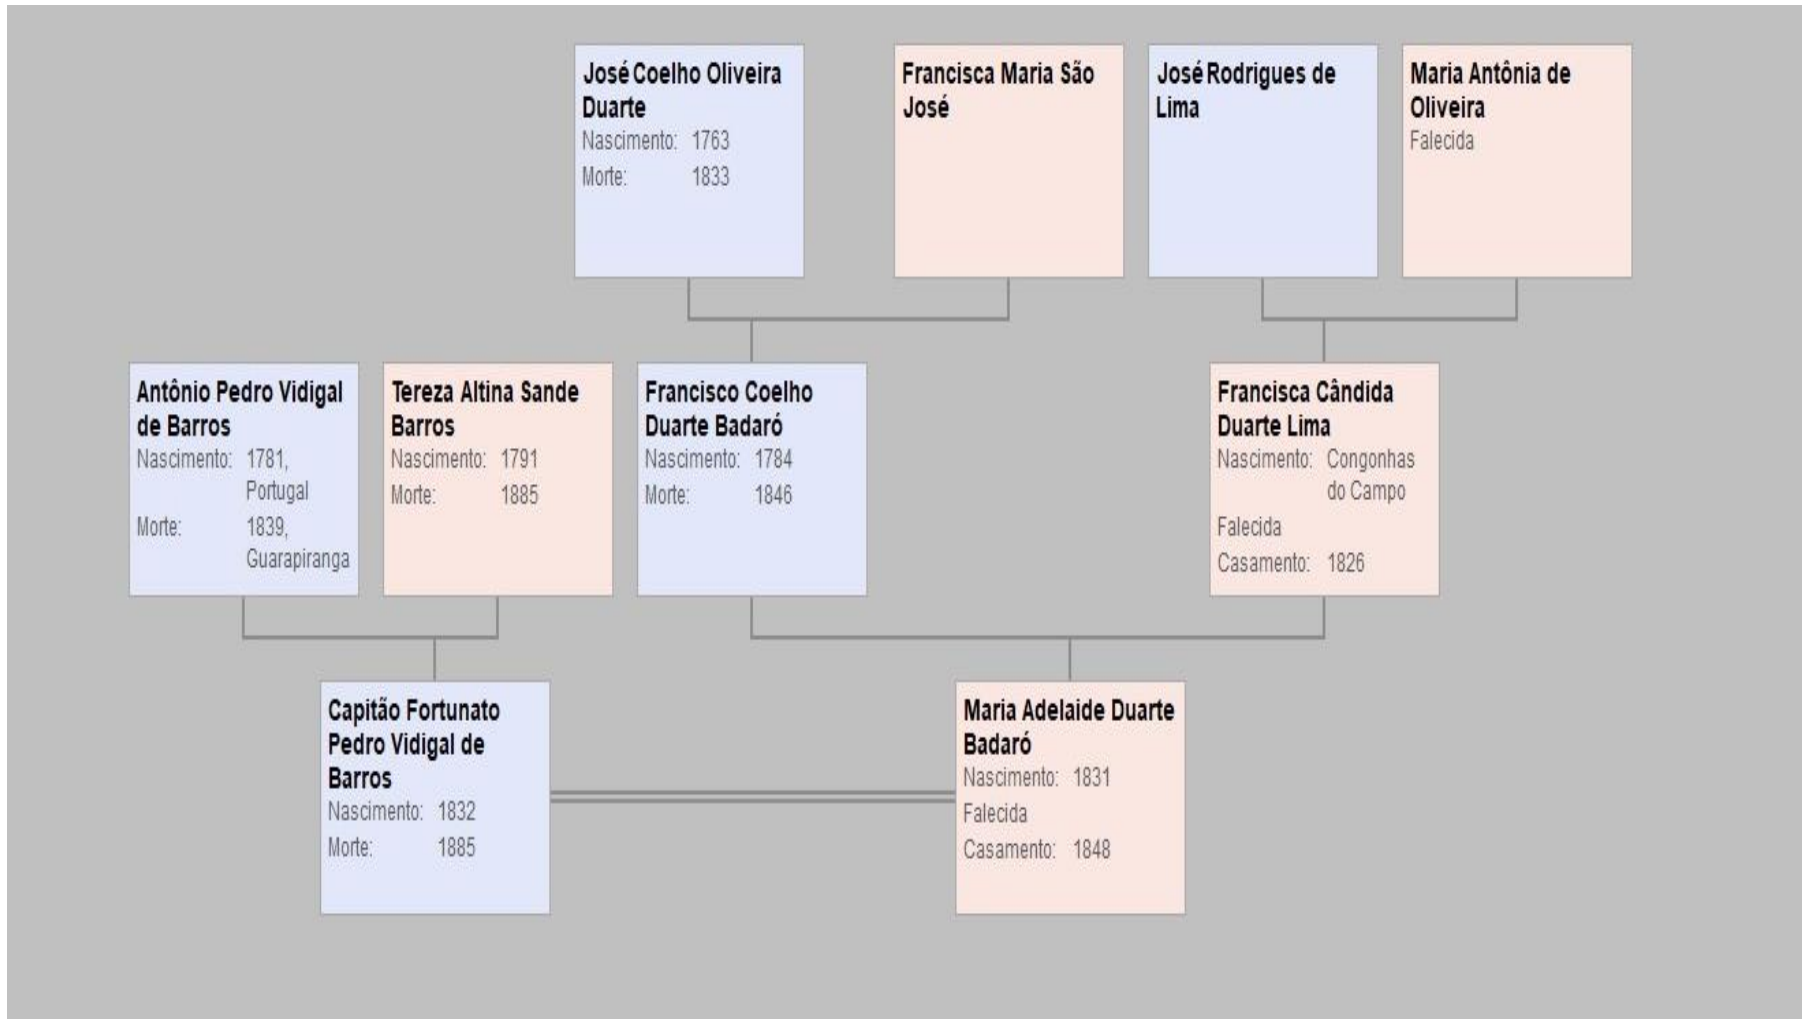 José Coelho Oliveira
Duarte
Nascimento: 1763
Morte: 1833
Francisca Maria São
José
José Rodrigues de
Lima
Maria Antônia de
Oliveira
Falecida
Antônio Pedro Vidigal
de Barros
Nascimento: 1781,
Portugal
Morte: 1839,
Guarapiranga
Tereza Altina Sande
Barros
Nascimento: 1791
Morte: 1885
Francisco Coelho
Duarte Badaró
Nascimento: 1784
Morte: 1846
Francisca Cândida
Duarte Lima
Nascimento: Congonhas
do Campo
Falecida
Casamento: 1826
Capitão Fortunato
Pedro Vidigal de
Barros
Nascimento: 1832
Morte: 1885
Maria Adelaide Duarte
Badaró
Nascimento: 1831
Falecida
Casamento: 1848